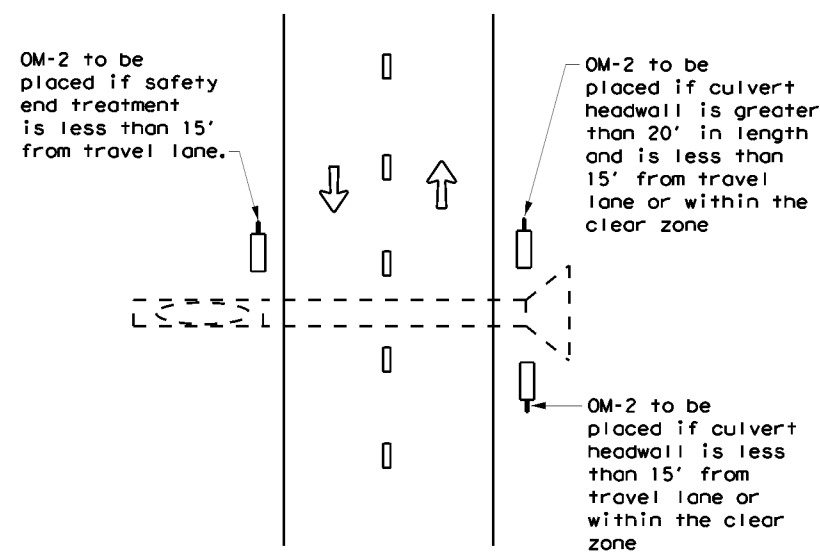 OM-2 to be
placed if safety
end treatment
is less than 15'
from travel lane.
OM-2 to be
placed if culvert
headwall is greater
than 20' in length
and is less than
15' from travel
lane or within the
clear zone
OM-2 to be
placed if culvert
headwall is less
than 15' from
travel lane or
within the clear
zone